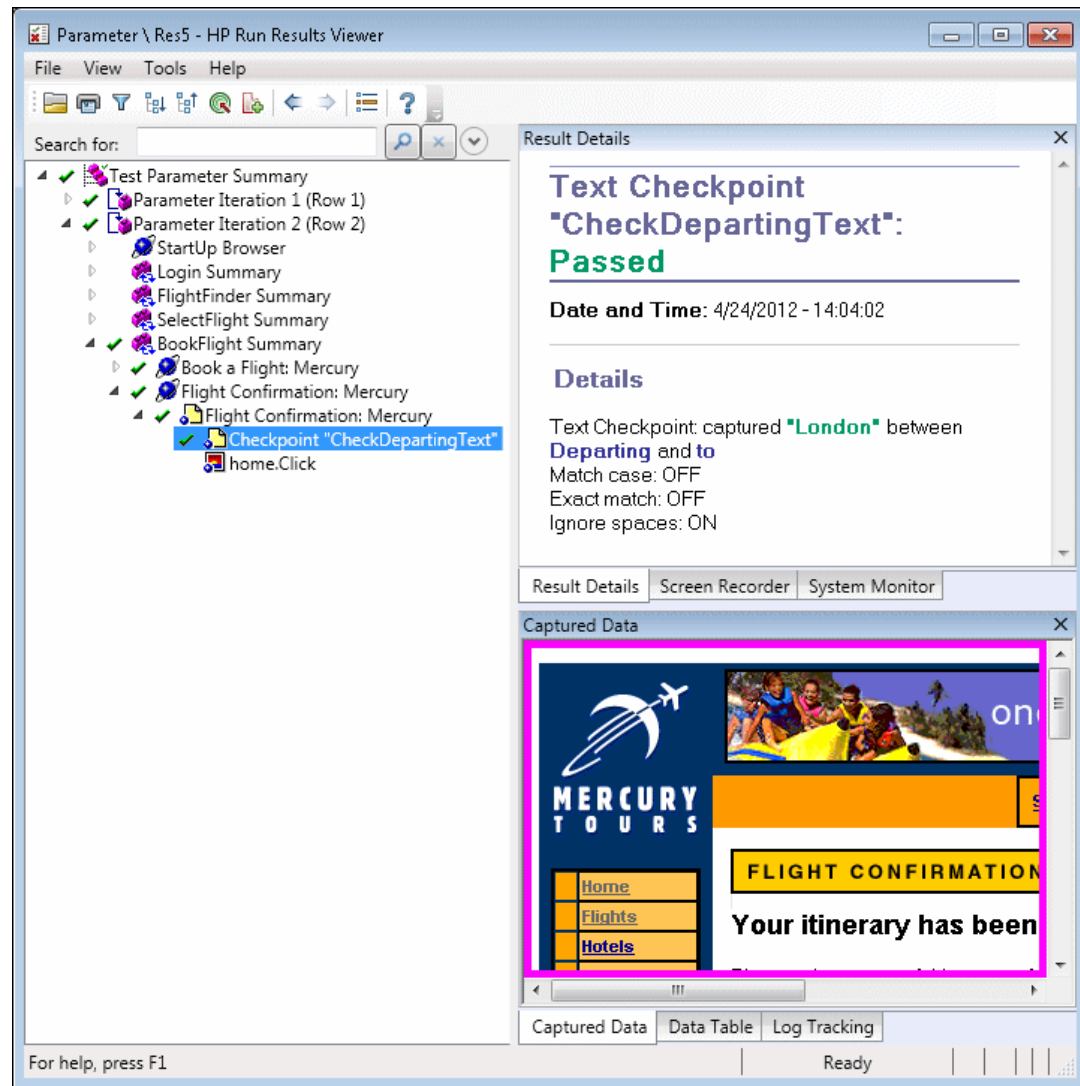 Parameter \ Res5 - HP Run Results Viewer
File View Tools Help
Search for:
Test Parameter Summary
Parameter Iteration 1 (Row 1)
Parameter Iteration 2 (Row 2)
StartUp Browser
Login Summary
FlightFinder Summary
SelectFlight Summary
BookFlight Summary
Book a Flight: Mercury
Flight Confirmation: Mercury
Flight Confirmation: Mercury
Checkpoint "CheckDepartingText"
home.Click
Result Details
Text Checkpoint
"CheckDepartingText":
Passed
Date and Time: 4/24/2012 - 14:04:02
Details
Text Checkpoint: captured "London" between
Departing and to
Match case: OFF
Exact match: OFF
Ignore spaces: ON
Result Details Screen Recorder System Monitor
Captured Data
one
MERCURY
TOURS
S
FLIGHT CONFIRMATION
Home
Flights
Hotels
Your itinerary has been
Captured Data Data Table Log Tracking
For help, press F1
Ready